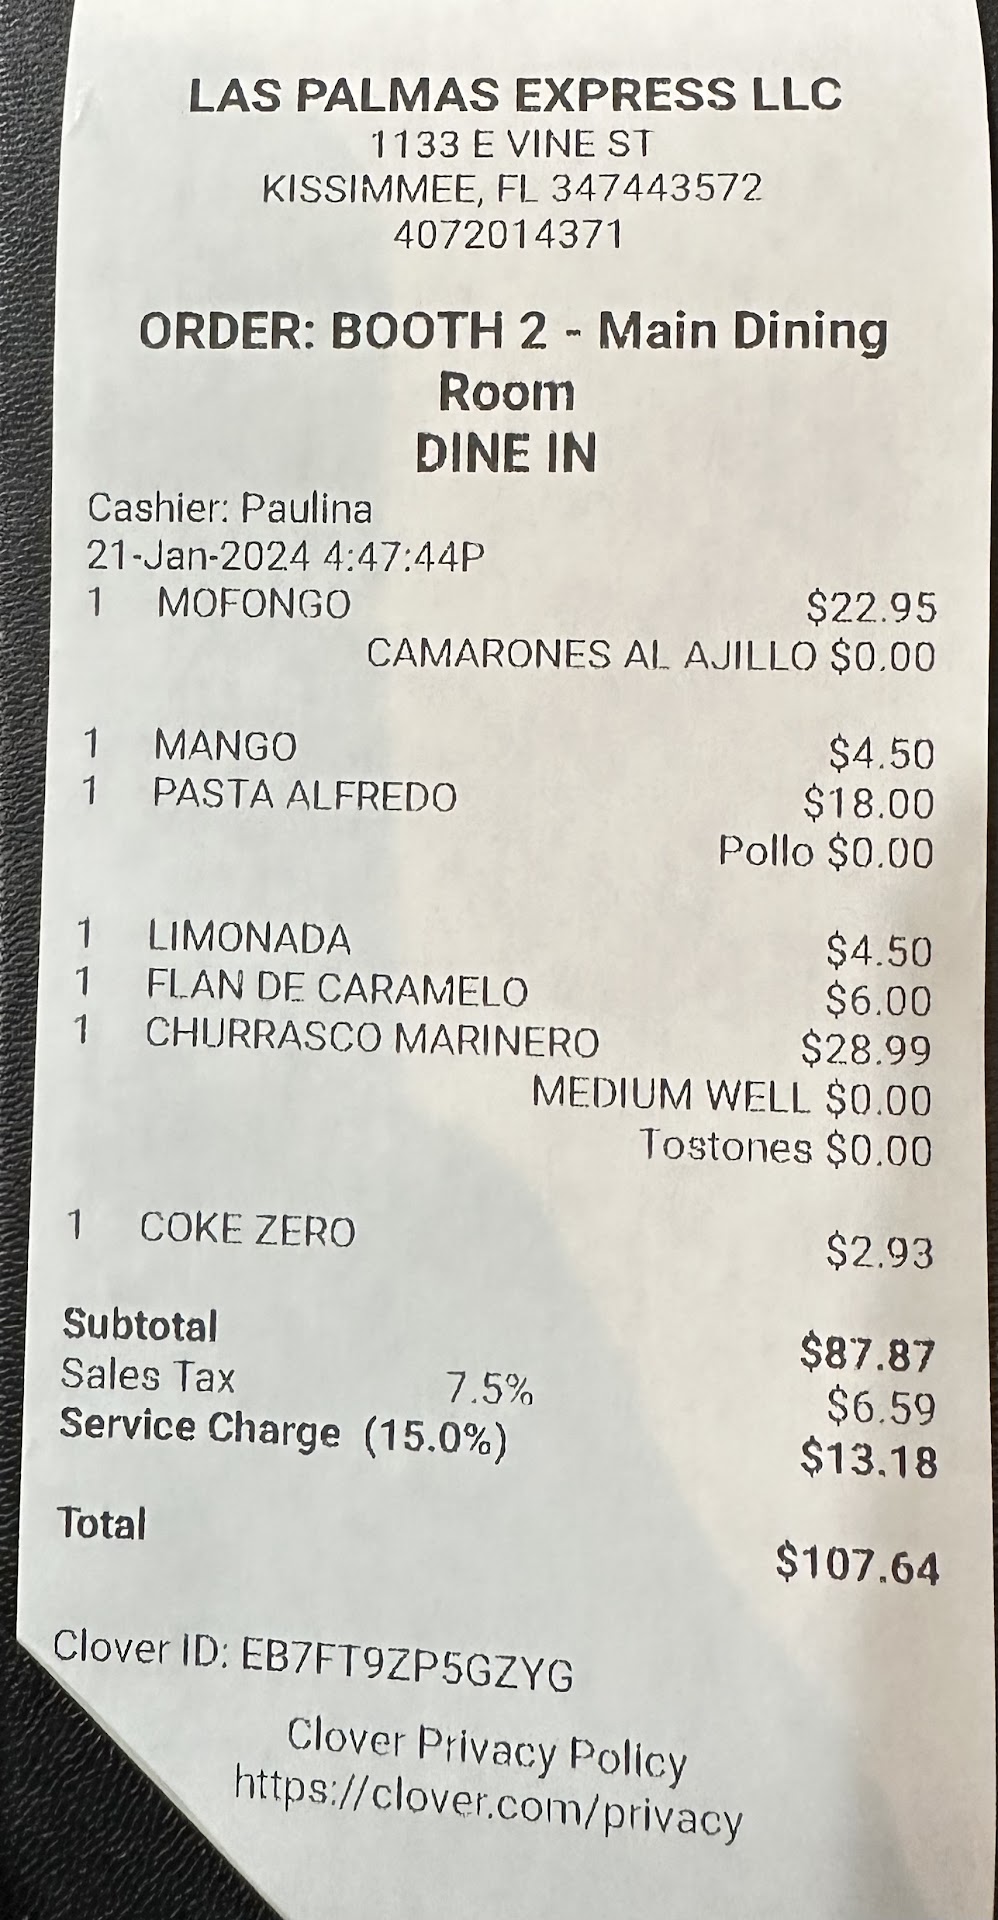 LAS PALMAS EXPRESS LLC
1133 E VINE ST
KISSIMMEE, FL 347443572
4072014371
ORDER: BOOTH 2 - Main Dining
Room
DINE IN
Cashier: Paulina
21-Jan-2024 4:47:44P
1 MOFONGO $22.95
CAMARONES AL AJILLO $0.00
1 MANGO $4.50
1 PASTA ALFREDO $18.00
Pollo $0.00
1 LIMONADA $4.50
1 FLAN DE CARAMELO $6.00
1 CHURRASCO MARINERO $28.99
MEDIUM WELL $0.00
Tostones $0.00
1 COKE ZERO $2.93
Subtotal $87.87
Sales Tax 7.5% $6.59
Service Charge (15.0%) $13.18
Total $107.64
Clover ID: EB7FT9ZP5GZYG
Clover Privacy Policy
https://clover.com/privacy